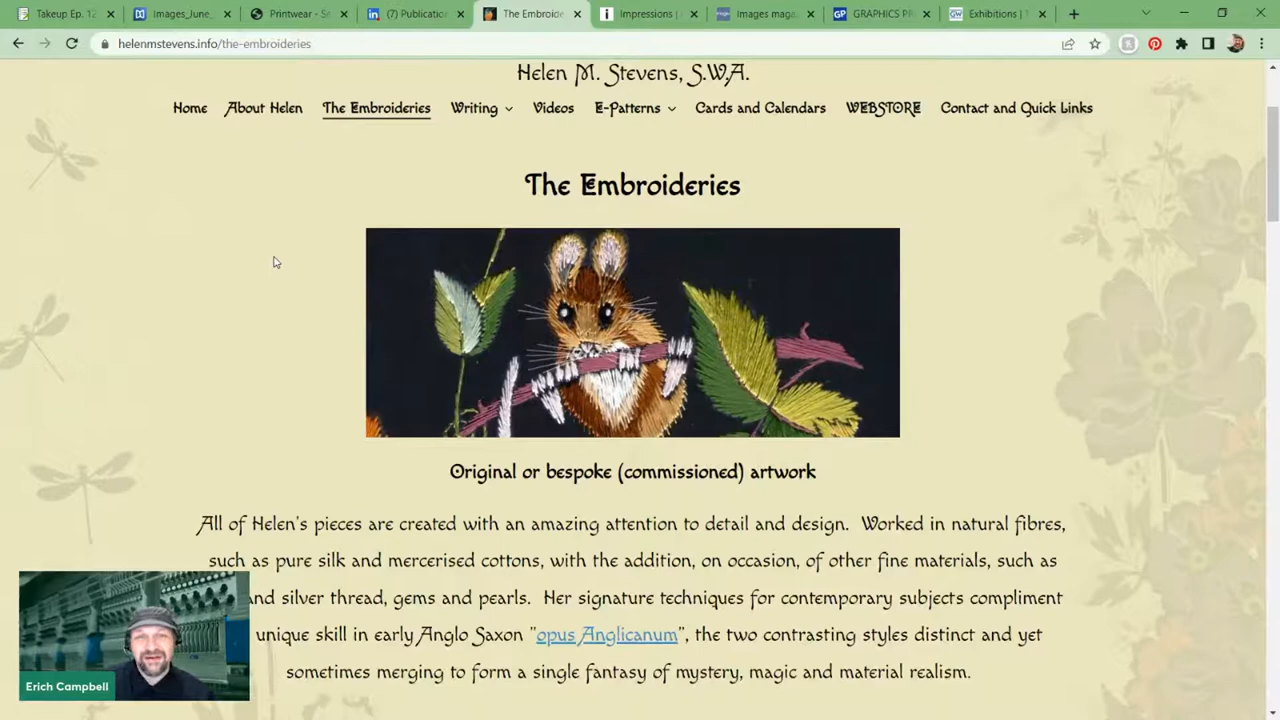 Takeup Ep. 12
Images_June_
Printwear - Se
(7) Publication
The Embroide
Impressions | A
Images maga
GRAPHICS PR
Exhibitions | T
helenmstevens.info/the-embroideries
Helen M. Stevens, S.W.A.
Home About Helen The Embroideries Writing Videos E-Patterns Cards and Calendars WEBSTORE Contact and Quick Links
The Embroideries
Original or bespoke (commissioned) artwork
All of Helen's pieces are created with an amazing attention to detail and design. Worked in natural fibres,
such as pure silk and mercerised cottons, with the addition, on occasion, of other fine materials, such as
and silver thread, gems and pearls. Her signature techniques for contemporary subjects compliment
unique skill in early Anglo Saxon "opus Anglicanum", the two contrasting styles distinct and yet
sometimes merging to form a single fantasy of mystery, magic and material realism.
Erich Campbell